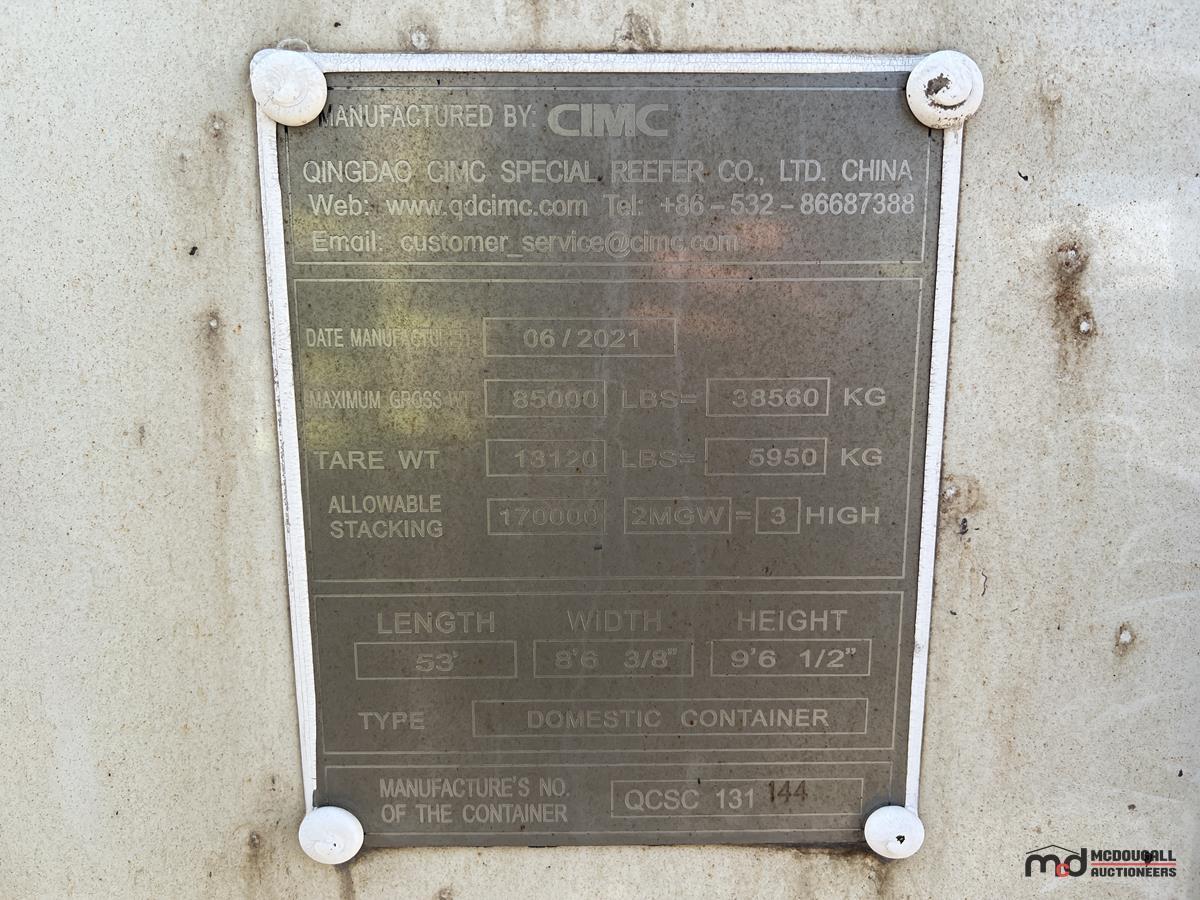 MANUFACTURED BY: CIMC
QINGDAO CIMC SPECIAL REEFER CO., LTD. CHINA
Web: www.qdcimc.com Tel: +86-532-86687388
Email: customer_service@cimc.com
DATE MANUFACTURED 06/2021
MAXIMUM GROSS WT 85000 LBS= 38560 KG
TARE WT 13120 LBS= 5950 KG
ALLOWABLE STACKING 170000 2MGW = 3 HIGH
LENGTH WIDTH HEIGHT
53' 8'6 3/8" 9'6 1/2"
TYPE DOMESTIC CONTAINER
MANUFACTURE'S NO.
OF THE CONTAINER QCSC 131 144
mcd MCDOUGALL
AUCTIONEERS